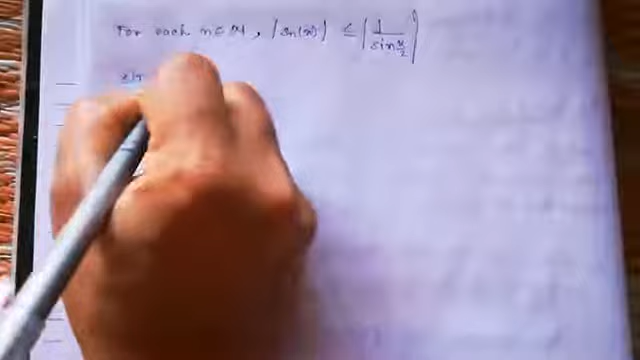 For each n ∈ ℕ, |Sn(x)| ≤ |1/sin x/2|